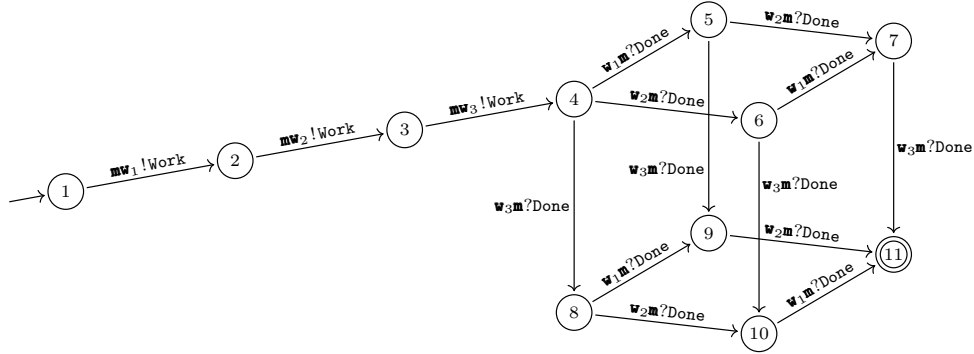 5
w₂m?Done
7
w₁m?Done
w₁m?Done
mw₃!Work
4
w₂m?Done
6
mw₂!Work
3
w₃m?Done
mw₁!Work
2
w₃m?Done
w₃m?Done
1
w₃m?Done
9
w₂m?Done
11
w₁m?Done
w₁m?Done
8
w₂m?Done
10